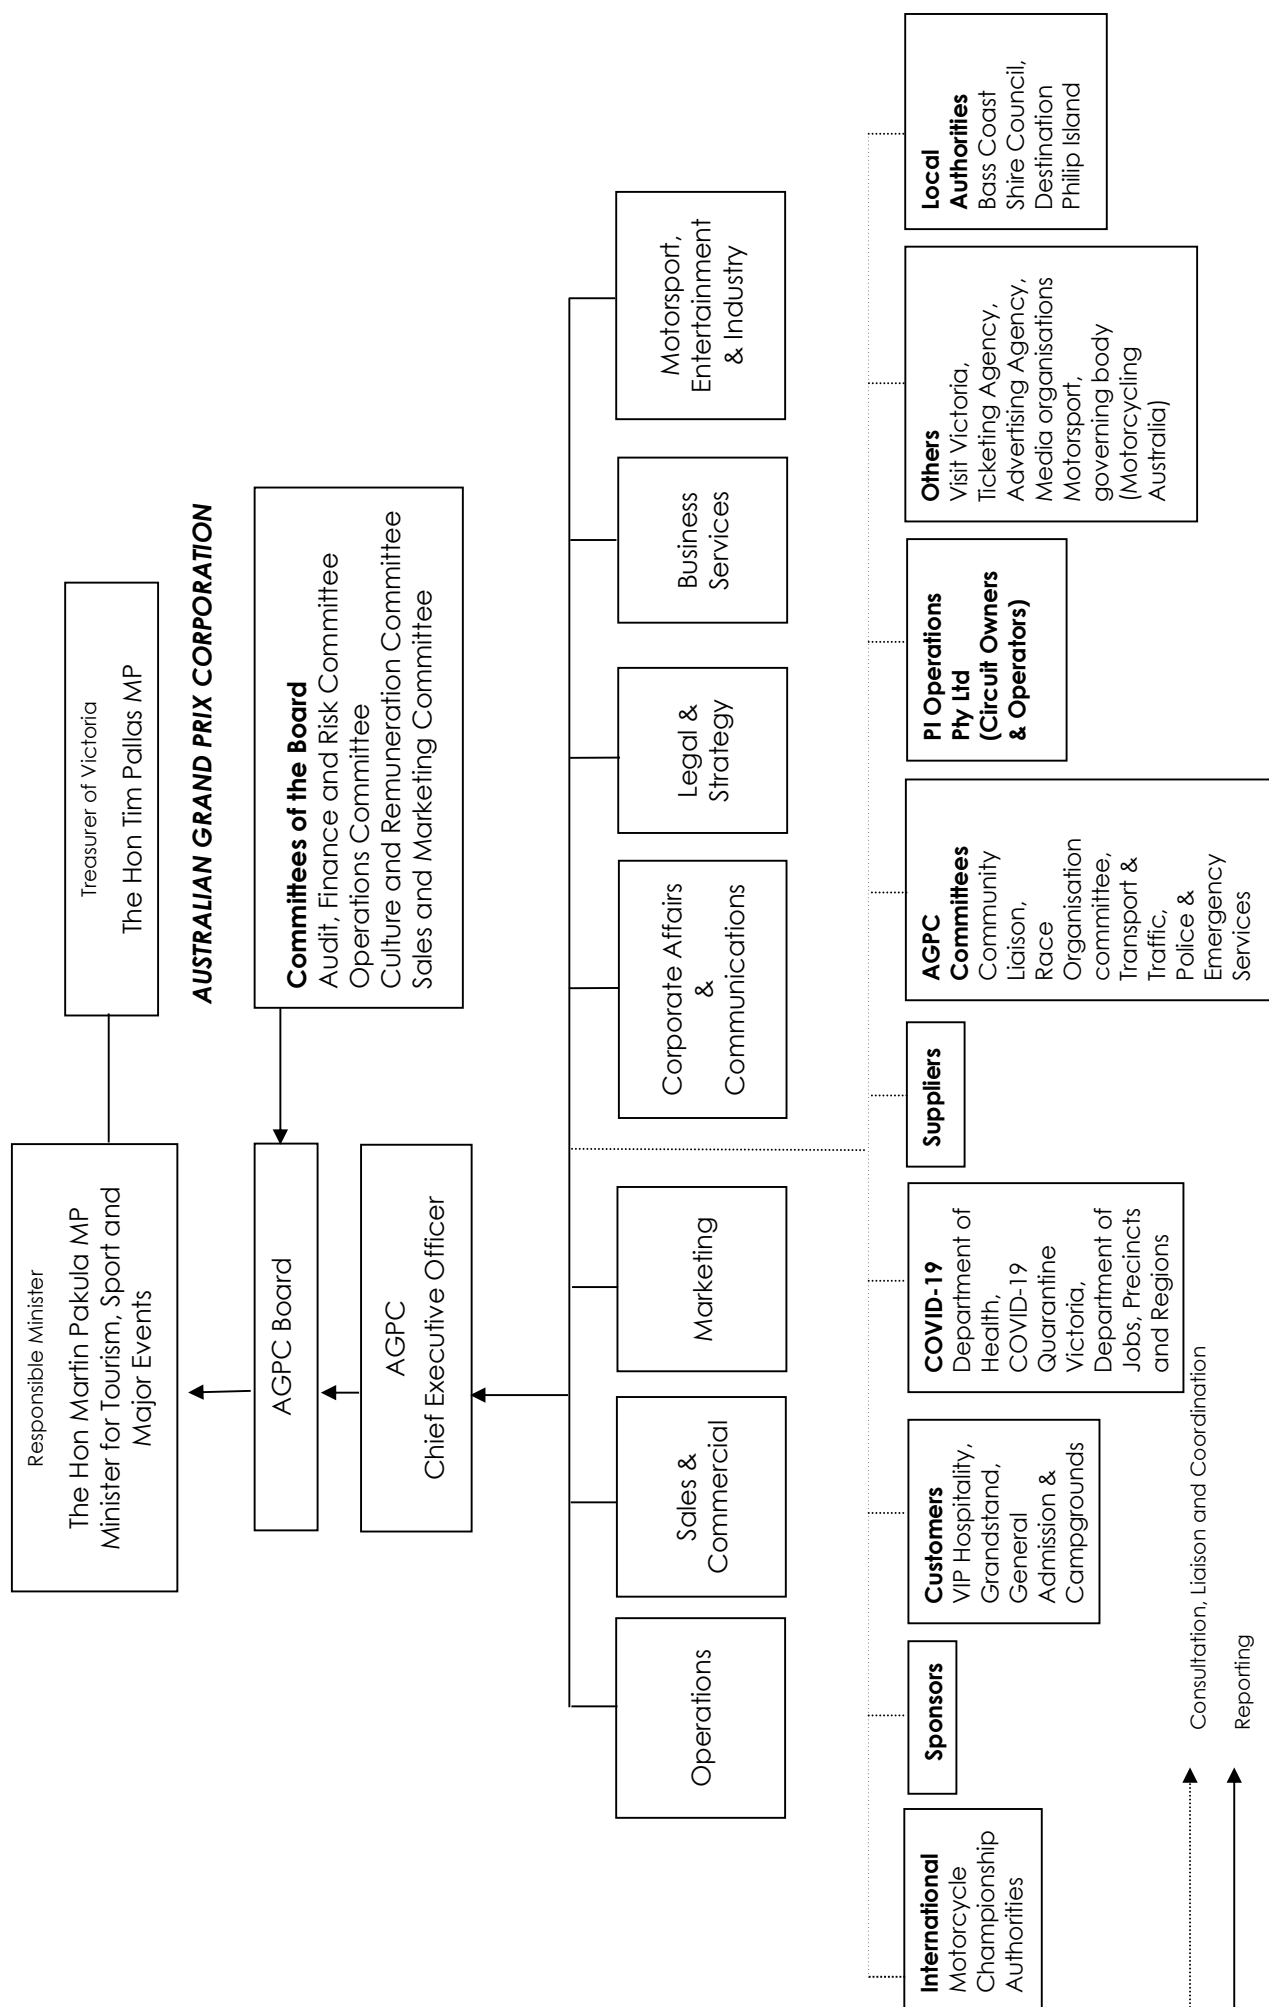 Responsible Minister
The Hon Martin Pakula MP
Minister for Tourism, Sport and
Major Events
Treasurer of Victoria
The Hon Tim Pallas MP
AUSTRALIAN GRAND PRIX CORPORATION
AGPC Board
Committees of the Board
Audit, Finance and Risk Committee
Operations Committee
Culture and Remuneration Committee
Sales and Marketing Committee
AGPC
Chief Executive Officer
Operations
Sales &
Commercial
Marketing
Corporate Affairs
&
Communications
Legal &
Strategy
Business
Services
Motorsport,
Entertainment
& Industry
International
Motorcycle
Championship
Authorities
Sponsors
Customers
VIP Hospitality,
Grandstand,
General
Admission &
Campgrounds
COVID-19
Department of
Health,
COVID-19
Quarantine
Victoria,
Department of
Jobs, Precincts
and Regions
Suppliers
AGPC
Committees
Community
Liaison,
Race
Organisation
committee,
Transport &
Traffic,
Police &
Emergency
Services
PI Operations
Pty Ltd
(Circuit Owners
& Operators)
Others
Visit Victoria,
Ticketing Agency,
Advertising Agency,
Media organisations
Motorsport,
governing body
(Motorcycling
Australia)
Local
Authorities
Bass Coast
Shire Council,
Destination
Philip Island
Consultation, Liaison and Coordination
Reporting